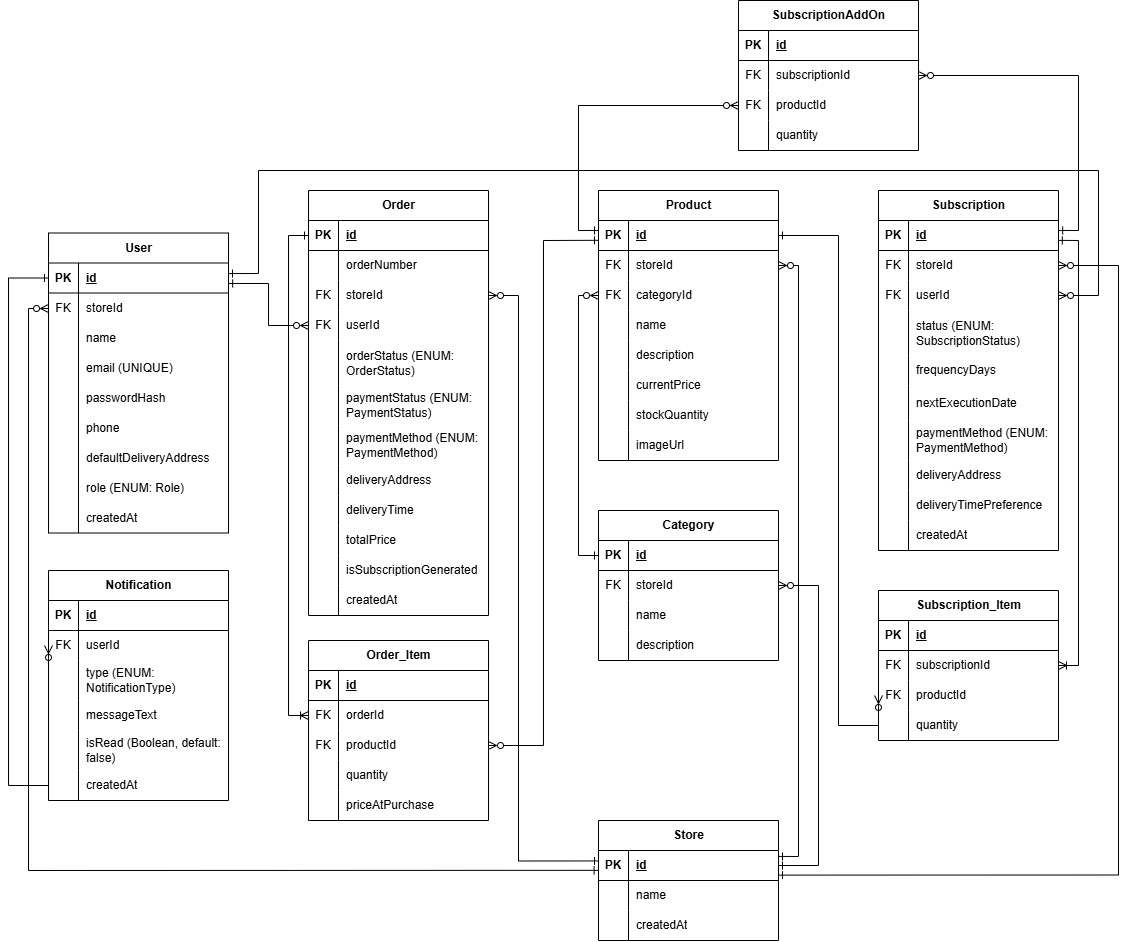 SubscriptionAddOn
PK id
FK subscriptionId
FK productId
quantity
User
PK id
FK storeId
name
email (UNIQUE)
passwordHash
phone
defaultDeliveryAddress
role (ENUM: Role)
createdAt
Order
PK id
orderNumber
FK storeId
FK userId
orderStatus (ENUM:
OrderStatus)
paymentStatus (ENUM:
PaymentStatus)
paymentMethod (ENUM:
PaymentMethod)
deliveryAddress
deliveryTime
totalPrice
isSubscriptionGenerated
createdAt
Product
PK id
FK storeId
FK categoryId
name
description
currentPrice
stockQuantity
imageUrl
Subscription
PK id
FK storeId
FK userId
status (ENUM:
SubscriptionStatus)
frequencyDays
nextExecutionDate
paymentMethod (ENUM:
PaymentMethod)
deliveryAddress
deliveryTimePreference
createdAt
Notification
PK id
FK userId
type (ENUM:
NotificationType)
messageText
isRead (Boolean, default:
false)
createdAt
Order_Item
PK id
FK orderId
FK productId
quantity
priceAtPurchase
Category
PK id
FK storeId
name
description
Subscription_Item
PK id
FK subscriptionId
FK productId
quantity
Store
PK id
name
createdAt